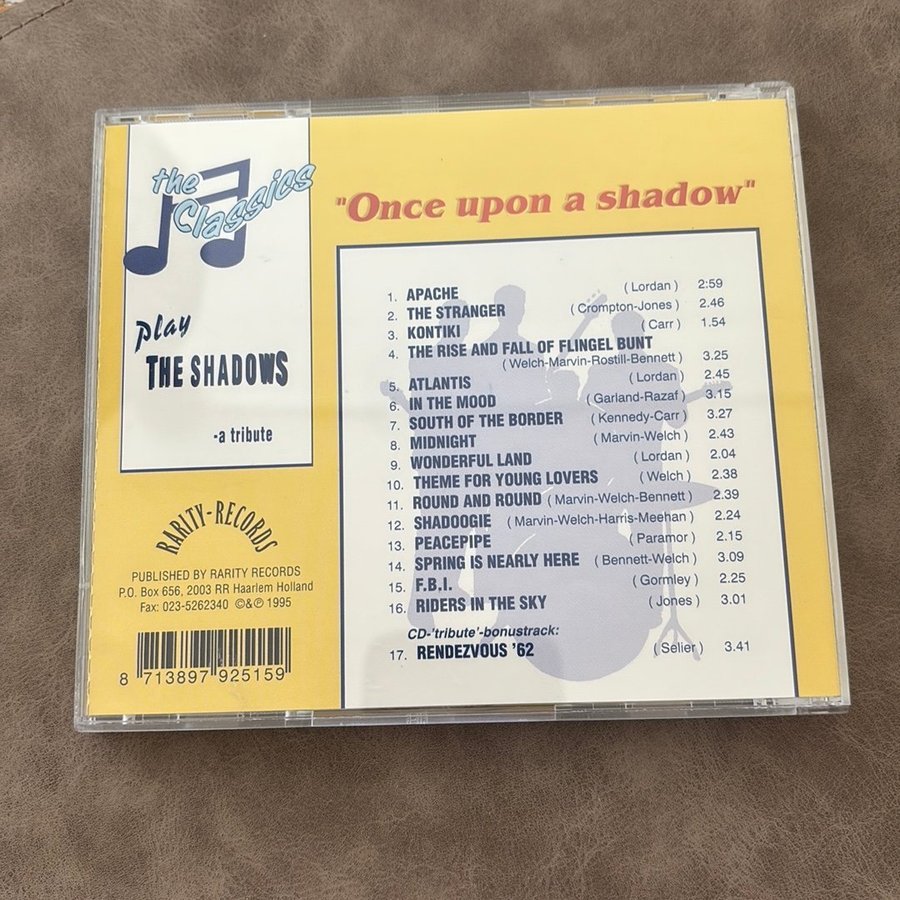 the
Classics
play
THE SHADOWS
-a tribute
RARITY-RECORDS
PUBLISHED BY RARITY RECORDS
P.O. Box 656, 2003 RR Haarlem Holland
Fax: 023-5262340 ©&℗ 1995
8 713897 925159
"Once upon a shadow"
1. APACHE (Lordan) 2:59
2. THE STRANGER (Crompton-Jones) 2.46
3. KONTIKI (Carr) 1.54
4. THE RISE AND FALL OF FLINGEL BUNT
(Welch-Marvin-Rostill-Bennett) 3.25
5. ATLANTIS (Lordan) 2.45
6. IN THE MOOD (Garland-Razaf) 3.15
7. SOUTH OF THE BORDER (Kennedy-Carr) 3.27
8. MIDNIGHT (Marvin-Welch) 2.43
9. WONDERFUL LAND (Lordan) 2.04
10. THEME FOR YOUNG LOVERS (Welch) 2.38
11. ROUND AND ROUND (Marvin-Welch-Bennett) 2.39
12. SHADOOGIE (Marvin-Welch-Harris-Meehan) 2.24
13. PEACEPIPE (Paramor) 2.15
14. SPRING IS NEARLY HERE (Bennett-Welch) 3.09
15. F.B.I. (Gormley) 2.25
16. RIDERS IN THE SKY (Jones) 3.01
CD-'tribute'-bonustrack:
17. RENDEZVOUS '62 (Selier) 3.41